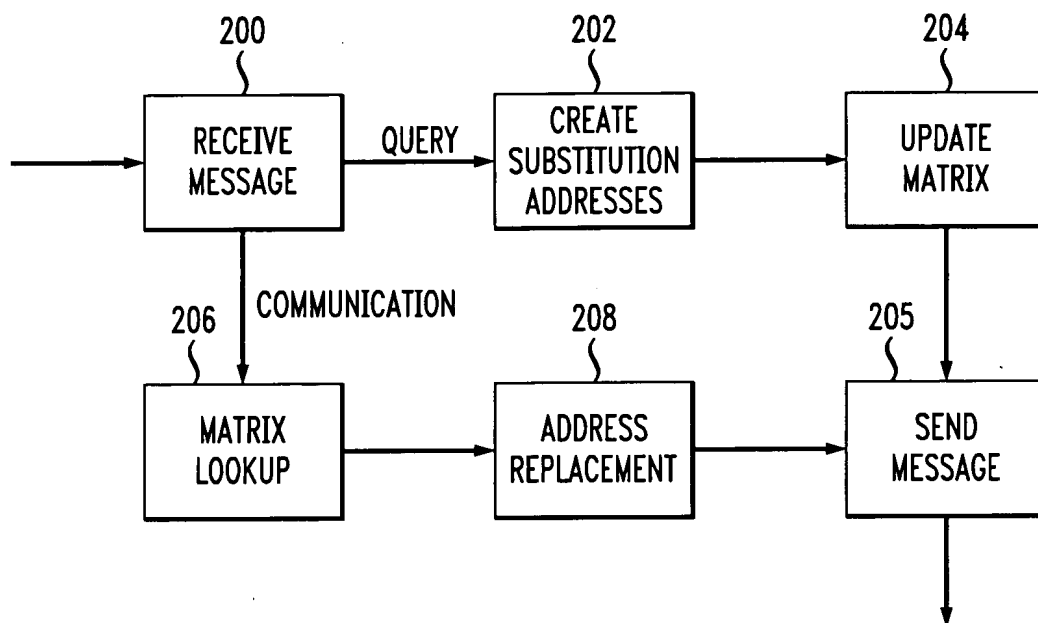 200
202
204
RECEIVE
MESSAGE
QUERY
CREATE
SUBSTITUTION
ADDRESSES
UPDATE
MATRIX
COMMUNICATION
206
208
205
MATRIX
LOOKUP
ADDRESS
REPLACEMENT
SEND
MESSAGE